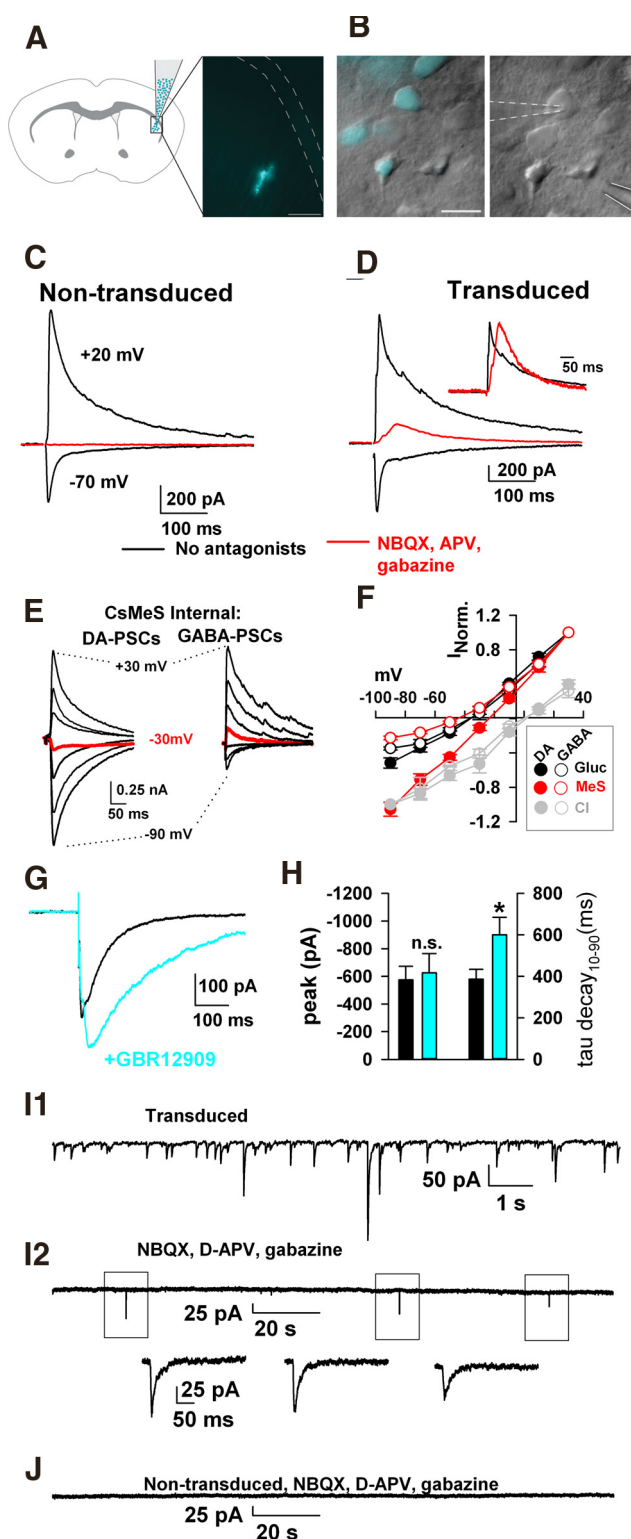 A
B
C
Non-transduced
+20 mV
-70 mV
200 pA
100 ms
D
Transduced
50 ms
200 pA
100 ms
No antagonists
NBQX, APV,
gabazine
E
CsMeS Internal:
DA-PSCs
GABA-PSCs
+30 mV
-30mV
0.25 nA
50 ms
-90 mV
F
I Norm.
1.2
0.8
mV
-90
-80
-60
40
-0.8
-1.2
DA
GABA
Gluc
MeS
Cl
G
100 pA
100 ms
+GBR12909
H
-1200
-1000
-800
-600
-400
-200
0
peak (pA)
n.s.
*
800
600
400
200
0
tau decay10-90(ms)
I1
Transduced
50 pA
1 s
I2
NBQX, D-APV, gabazine
25 pA
20 s
25 pA
50 ms
J
Non-transduced, NBQX, D-APV, gabazine
25 pA
20 s